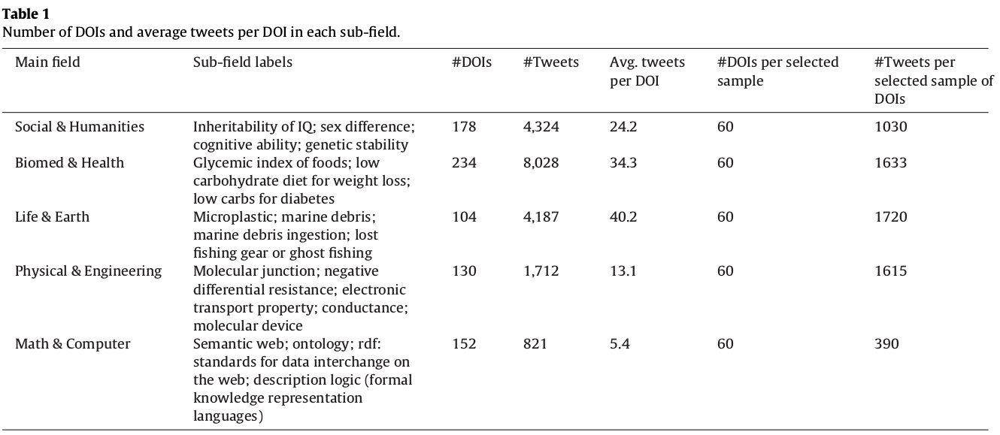 Table 1
Number of DOIs and average tweets per DOI in each sub-field.
Main field Sub-field labels #DOIs #Tweets Avg. tweets per DOI #DOIs per selected sample #Tweets per selected sample of DOIs
Social & Humanities Inheritability of IQ; sex difference; 178 4,324 24.2 60 1030
cognitive ability; genetic stability
Biomed & Health Glycemic index of foods; low 234 8,028 34.3 60 1633
carbohydrate diet for weight loss;
low carbs for diabetes
Life & Earth Microplastic; marine debris; 104 4,187 40.2 60 1720
marine debris ingestion; lost
fishing gear or ghost fishing
Physical & Engineering Molecular junction; negative 130 1,712 13.1 60 1615
differential resistance; electronic
transport property; conductance;
molecular device
Math & Computer Semantic web; ontology; rdf: 152 821 5.4 60 390
standards for data interchange on
the web; description logic (formal
knowledge representation
languages)